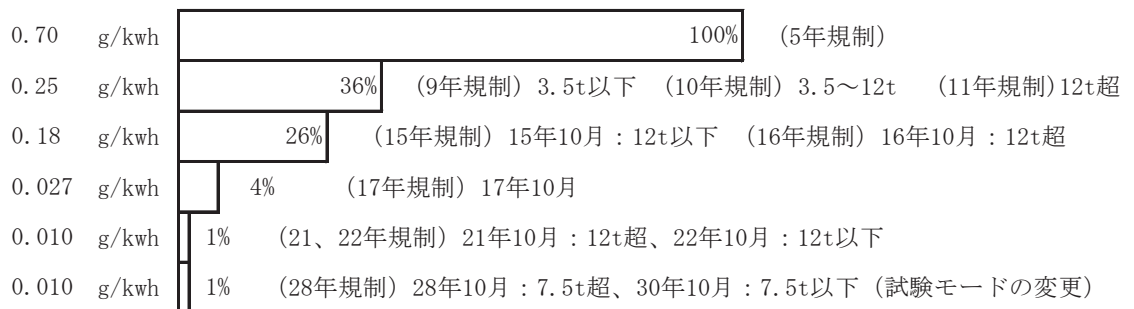 0.70 g/kwh 100% (5年規制)
0.25 g/kwh 36% (9年規制) 3.5t以下 (10年規制) 3.5～12t (11年規制)12t超
0.18 g/kwh 26% (15年規制) 15年10月：12t以下 (16年規制) 16年10月：12t超
0.027 g/kwh 4% (17年規制) 17年10月
0.010 g/kwh 1% (21、22年規制) 21年10月：12t超、22年10月：12t以下
0.010 g/kwh 1% (28年規制) 28年10月：7.5t超、30年10月：7.5t以下 (試験モードの変更)